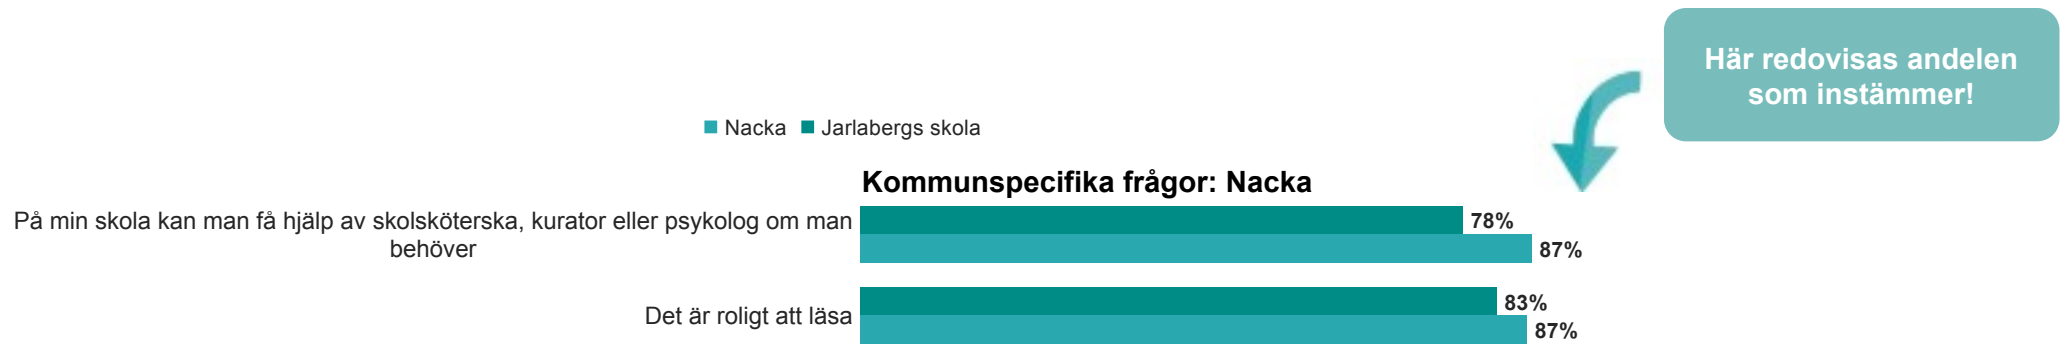 Här redovisas andelen
som instämmer!
Nacka Jarlabergs skola
Kommunspecifika frågor: Nacka
På min skola kan man få hjälp av skolsköterska, kurator eller psykolog om man
behöver
78%
87%
Det är roligt att läsa
83%
87%